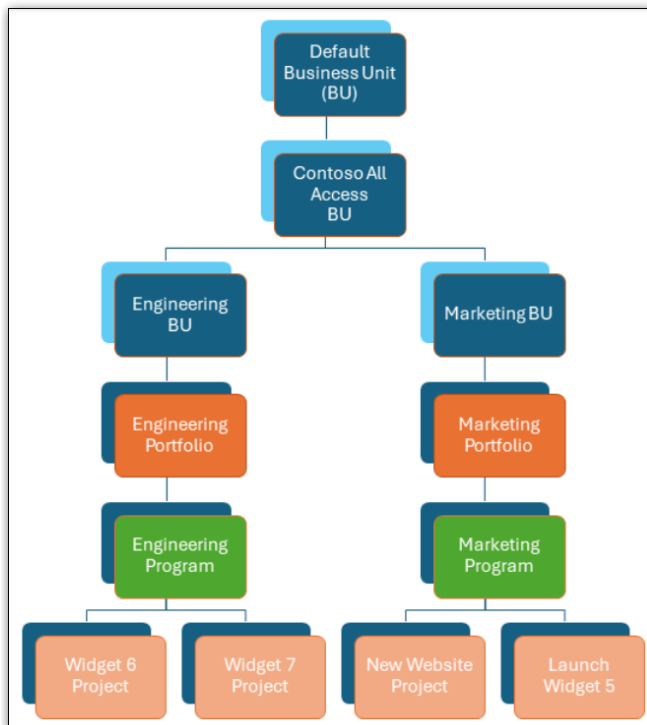 Default
Business Unit
(BU)
Contoso All
Access
BU
Engineering
BU
Marketing BU
Engineering
Portfolio
Marketing
Portfolio
Engineering
Program
Marketing
Program
Widget 6
Project
Widget 7
Project
New Website
Project
Launch
Widget 5